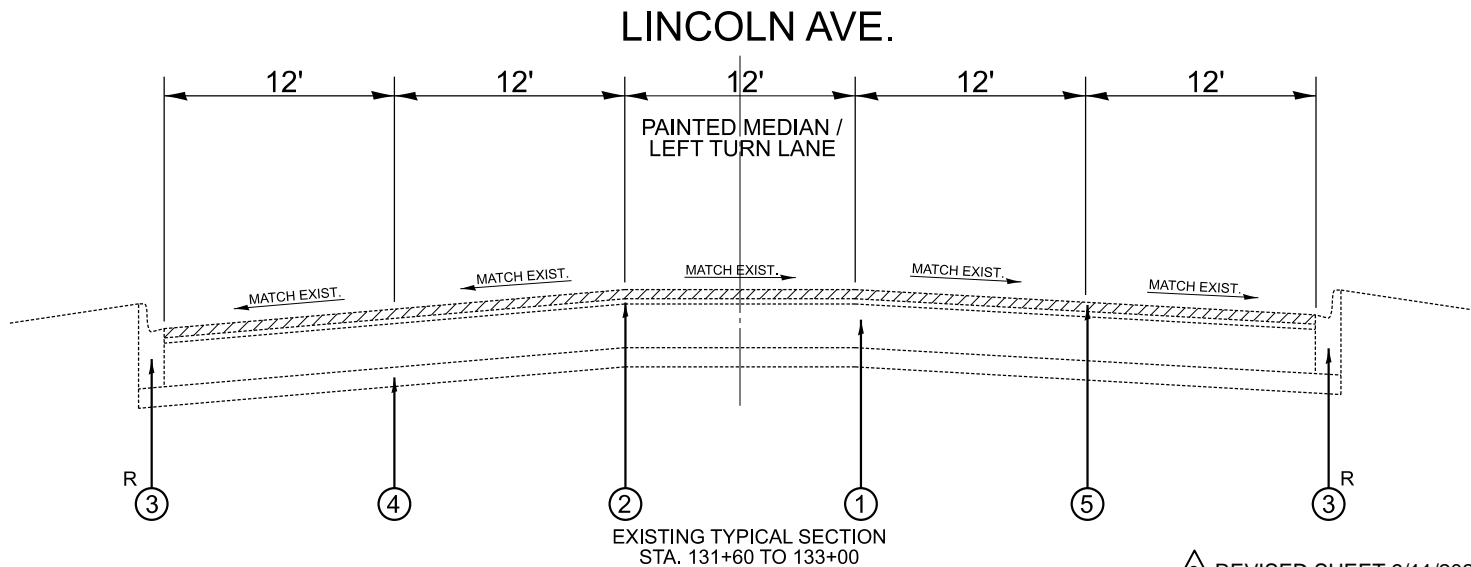 LINCOLN AVE.
12' 12' 12' 12' 12'
PAINTED MEDIAN /
LEFT TURN LANE
MATCH EXIST. MATCH EXIST. MATCH EXIST. MATCH EXIST. MATCH EXIST.
R R
3 4 2 1 5 3
EXISTING TYPICAL SECTION
STA. 131+60 TO 133+00
REVISED SHEET